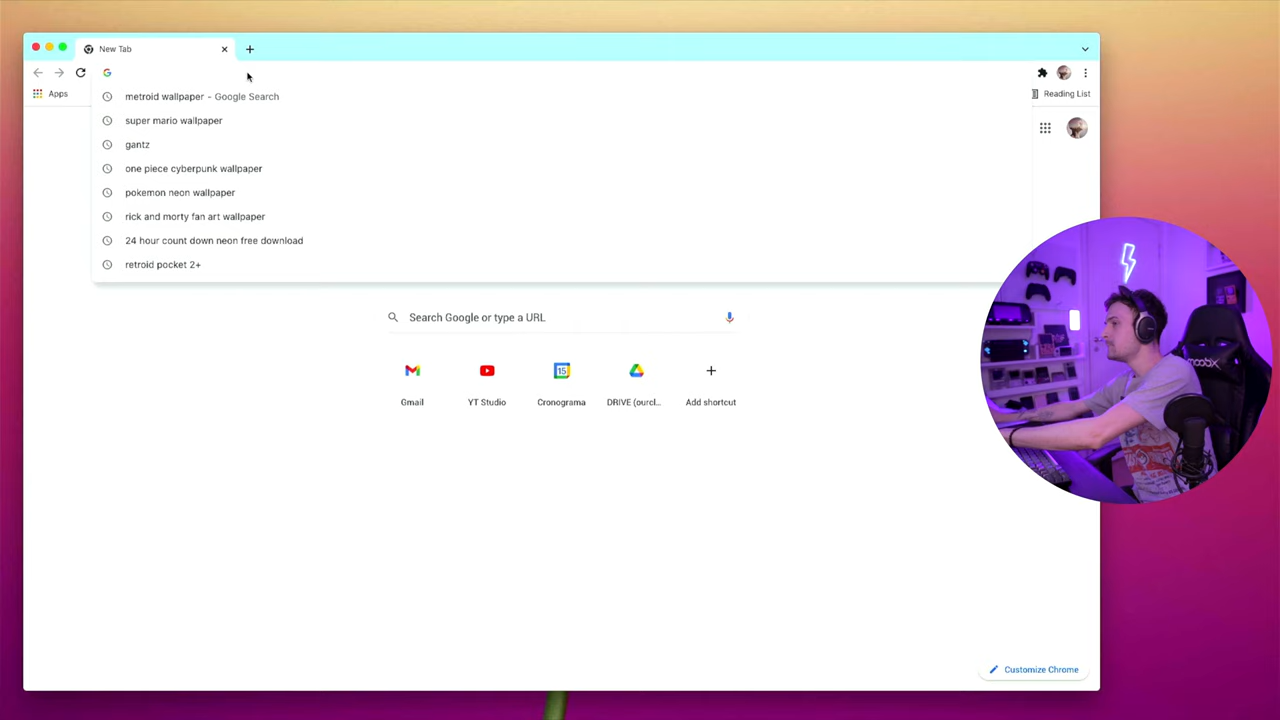 New Tab
Apps
Reading List
metroid wallpaper - Google Search
super mario wallpaper
gantz
one piece cyberpunk wallpaper
pokemon neon wallpaper
rick and morty fan art wallpaper
24 hour count down neon free download
retroid pocket 2+
Search Google or type a URL
15
Gmail
YT Studio
Cronograma
DRIVE (ourcl...
Add shortcut
moobx
Customize Chrome